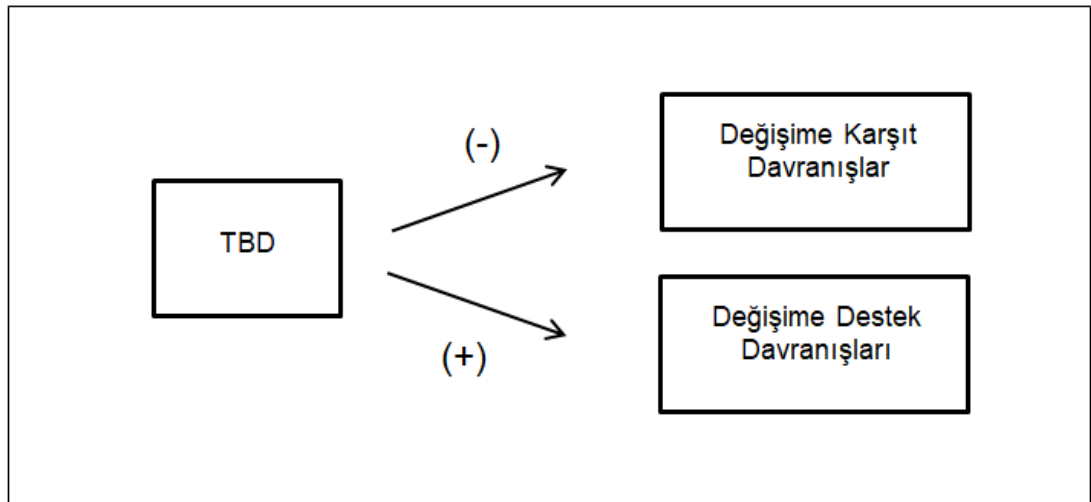 TBD
(-)
(+)
Değişime Karşıt
Davranışlar
Değişime Destek
Davranışları